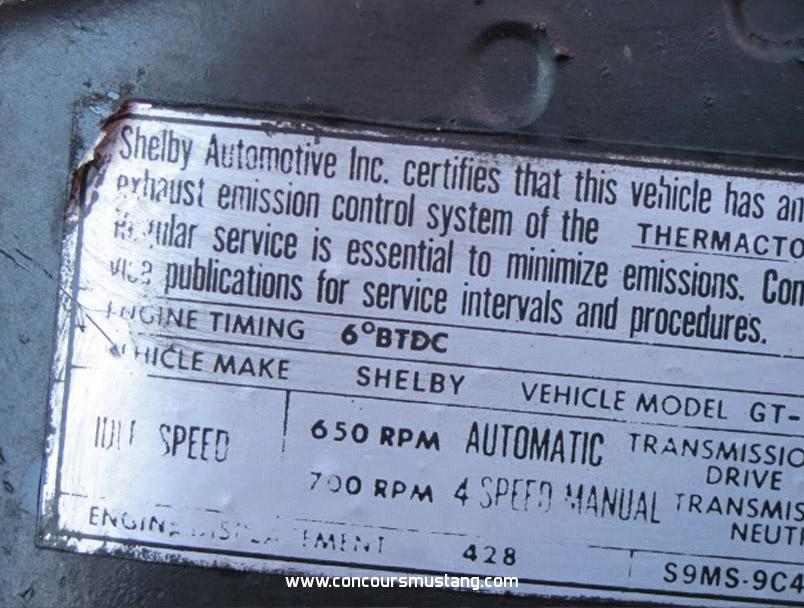 Shelby Automotive Inc. certifies that this vehicle has an
exhaust emission control system of the THERMACTO
service is essential to minimize emissions. Con
publications for service intervals and procedures.
ENGINE TIMING 6°BTDC
VEHICLE MAKE SHELBY VEHICLE MODEL GT-
IDLE SPEED 650 RPM AUTOMATIC TRANSMISSIO
DRIVE
700 RPM 4 SPEED MANUAL TRANSMIS
NEUT
ENGINE DISPLACEMENT 428 S9MS-9C4
www.concoursmustang.com